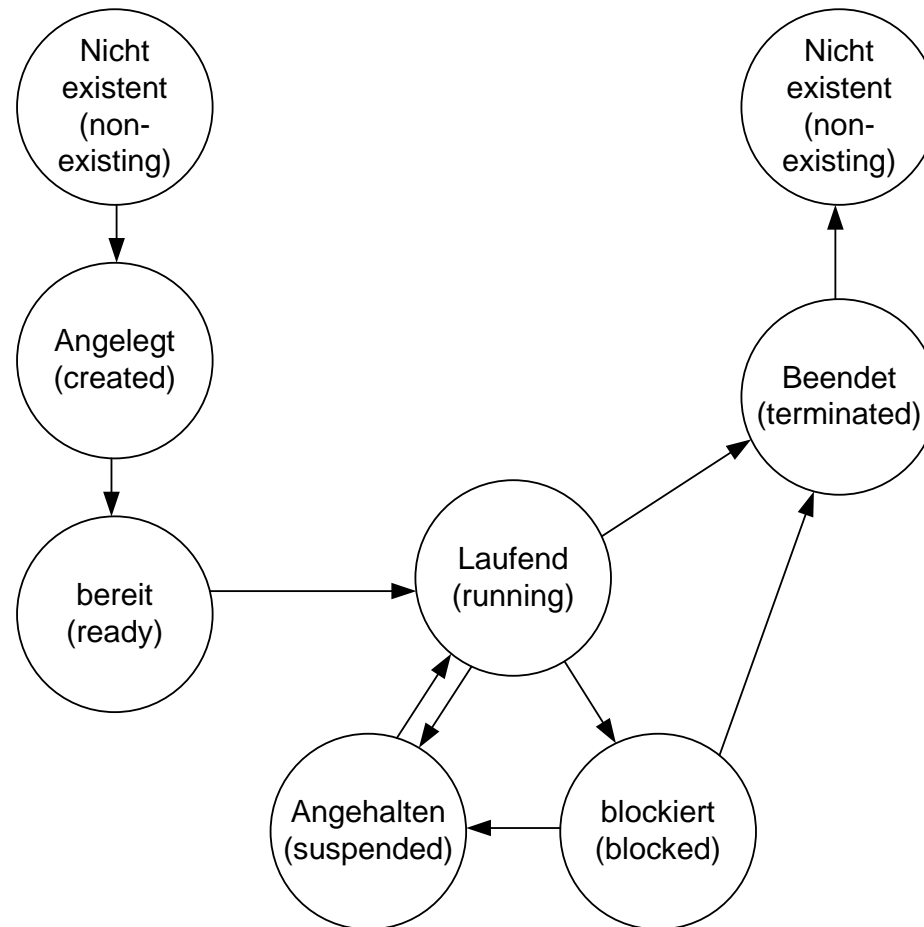 Nicht
existent
(non-
existing)
Nicht
existent
(non-
existing)
Angelegt
(created)
Beendet
(terminated)
bereit
(ready)
Laufend
(running)
Angehalten
(suspended)
blockiert
(blocked)